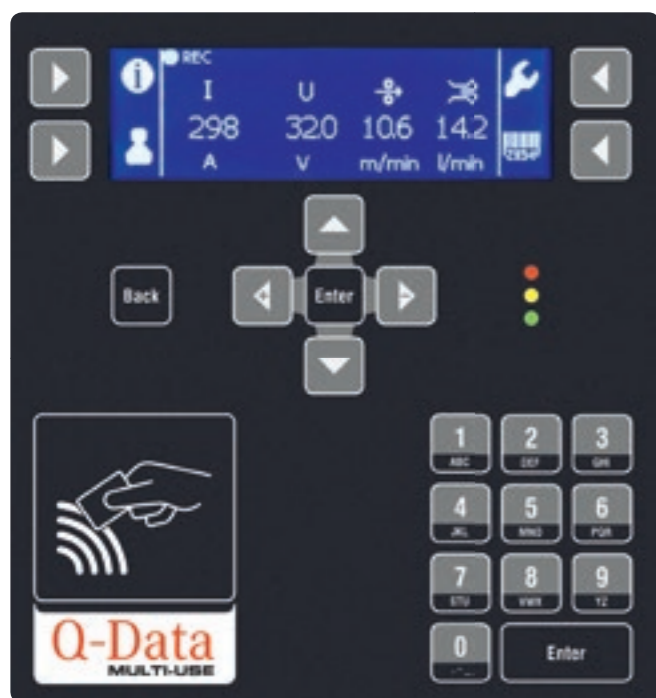 REC
I U
298 32.0 10.6 14.2
A V m/min l/min
Back
Enter
1 2 3
ABC DEF GHI
4 5 6
JKL MNO PQR
7 8 9
STU VWX YZ
0 Enter
Q-Data
MULTI-USE